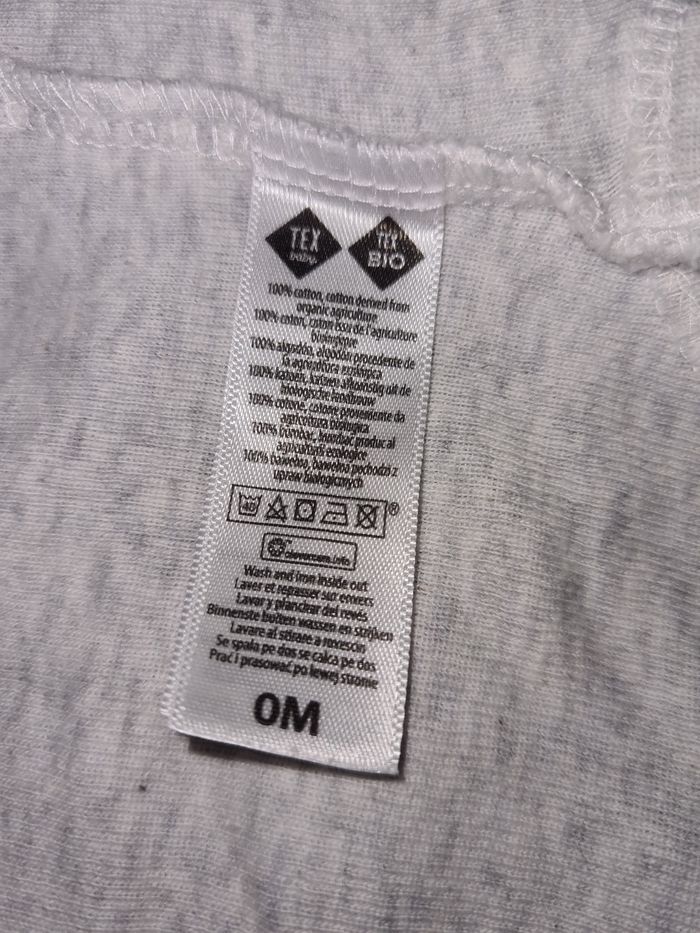 TEX
baby
TEX
BIO
100% cotton, cotton derived from
organic agriculture
100% coton, coton issu de l'agriculture
biologique
100% algodón, algodón procedente de
la agricultura ecológica
100% katoen, katoen afkomstig uit de
biologische landbouw
100% cotone, cotone proveniente da
agricoltura biologica
100% bumbac, bumbac produc al
agriculturii ecologice
100% bawełna, bawełna pochodzi z
upraw biologicznych
40
®
Wash and iron inside out
Laver et repasser sur envers
Lavar y planchar del revés
Binnenste buiten wassen en strijken
Lavare al stirare a rovescio
Se spala pe dos se calca pe dos
Prać i prasować po lewej stronie
0M